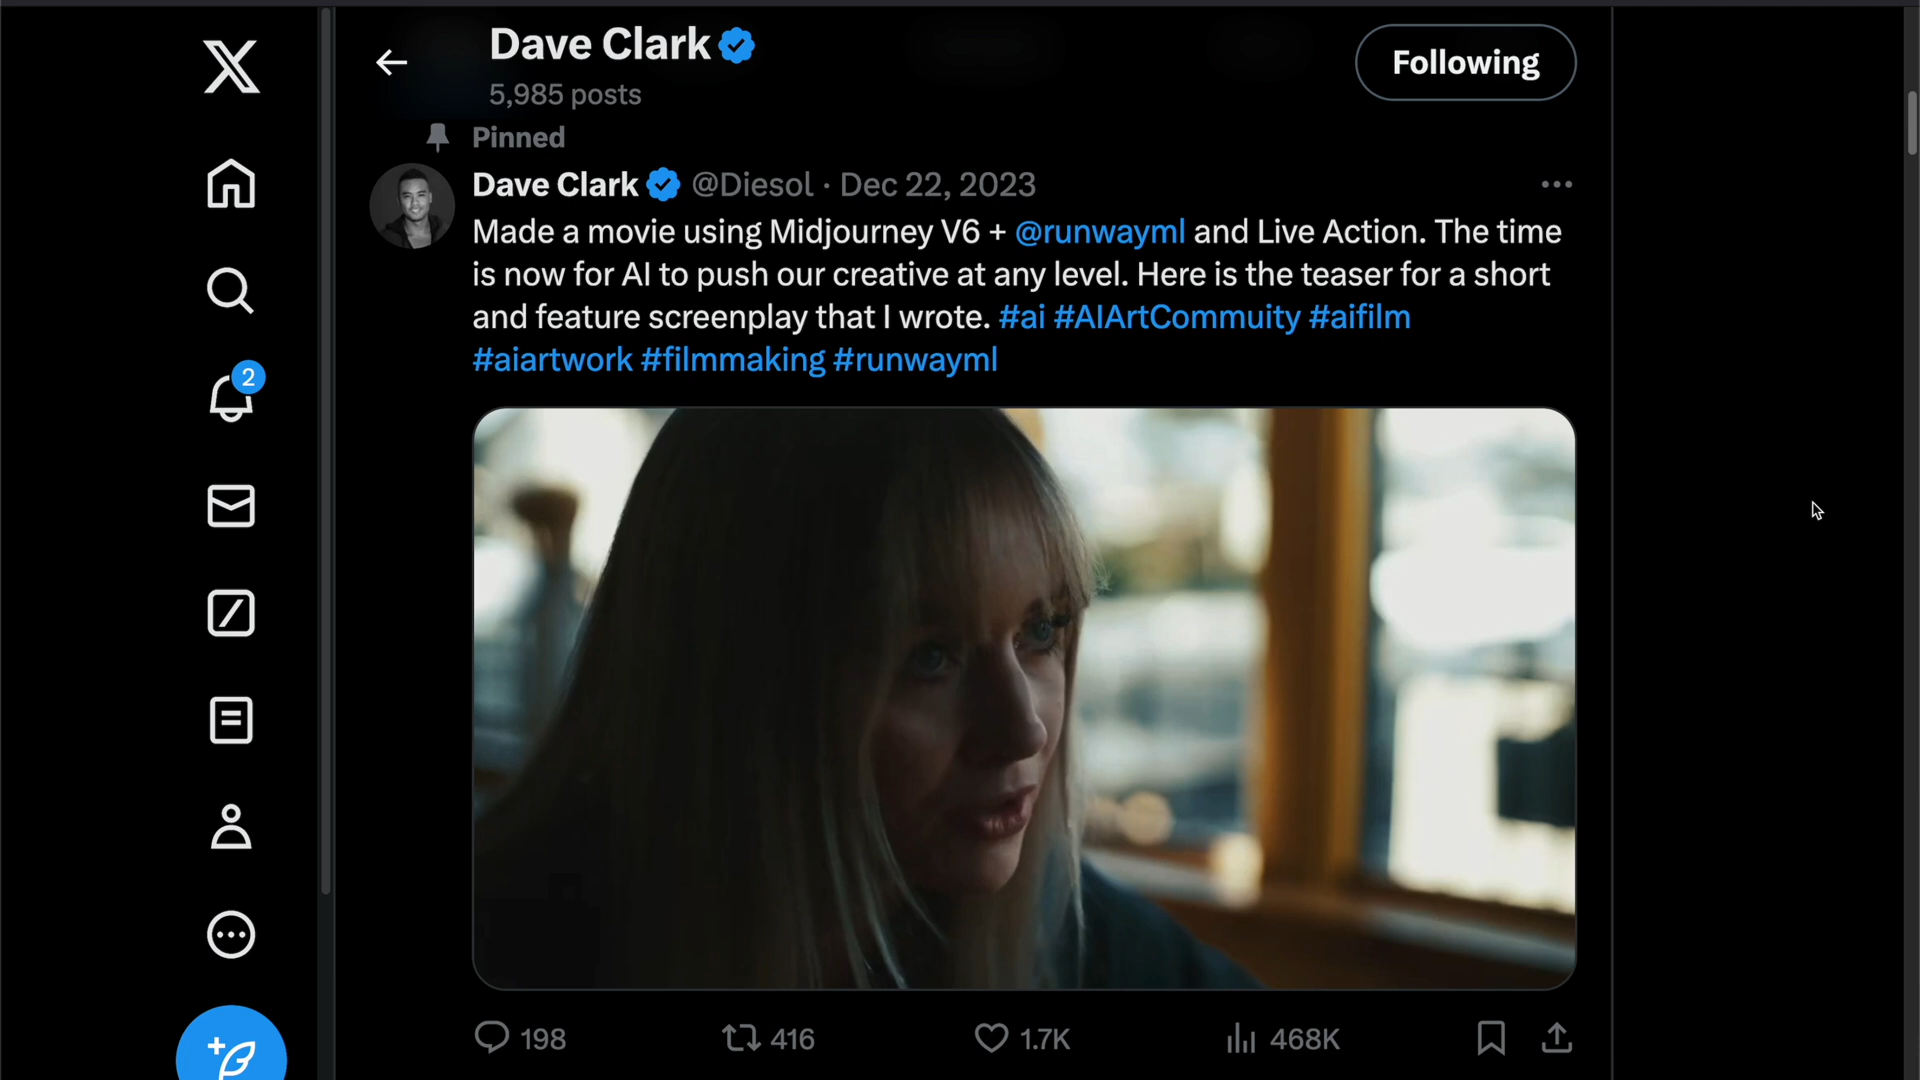 Dave Clark
5,985 posts
Following
Pinned
Dave Clark @Diesol · Dec 22, 2023
Made a movie using Midjourney V6 + @runwayml and Live Action. The time
is now for AI to push our creative at any level. Here is the teaser for a short
and feature screenplay that I wrote. #ai #AIArtCommuity #aifilm
#aiartwork #filmmaking #runwayml
2
198 416 1.7K 468K